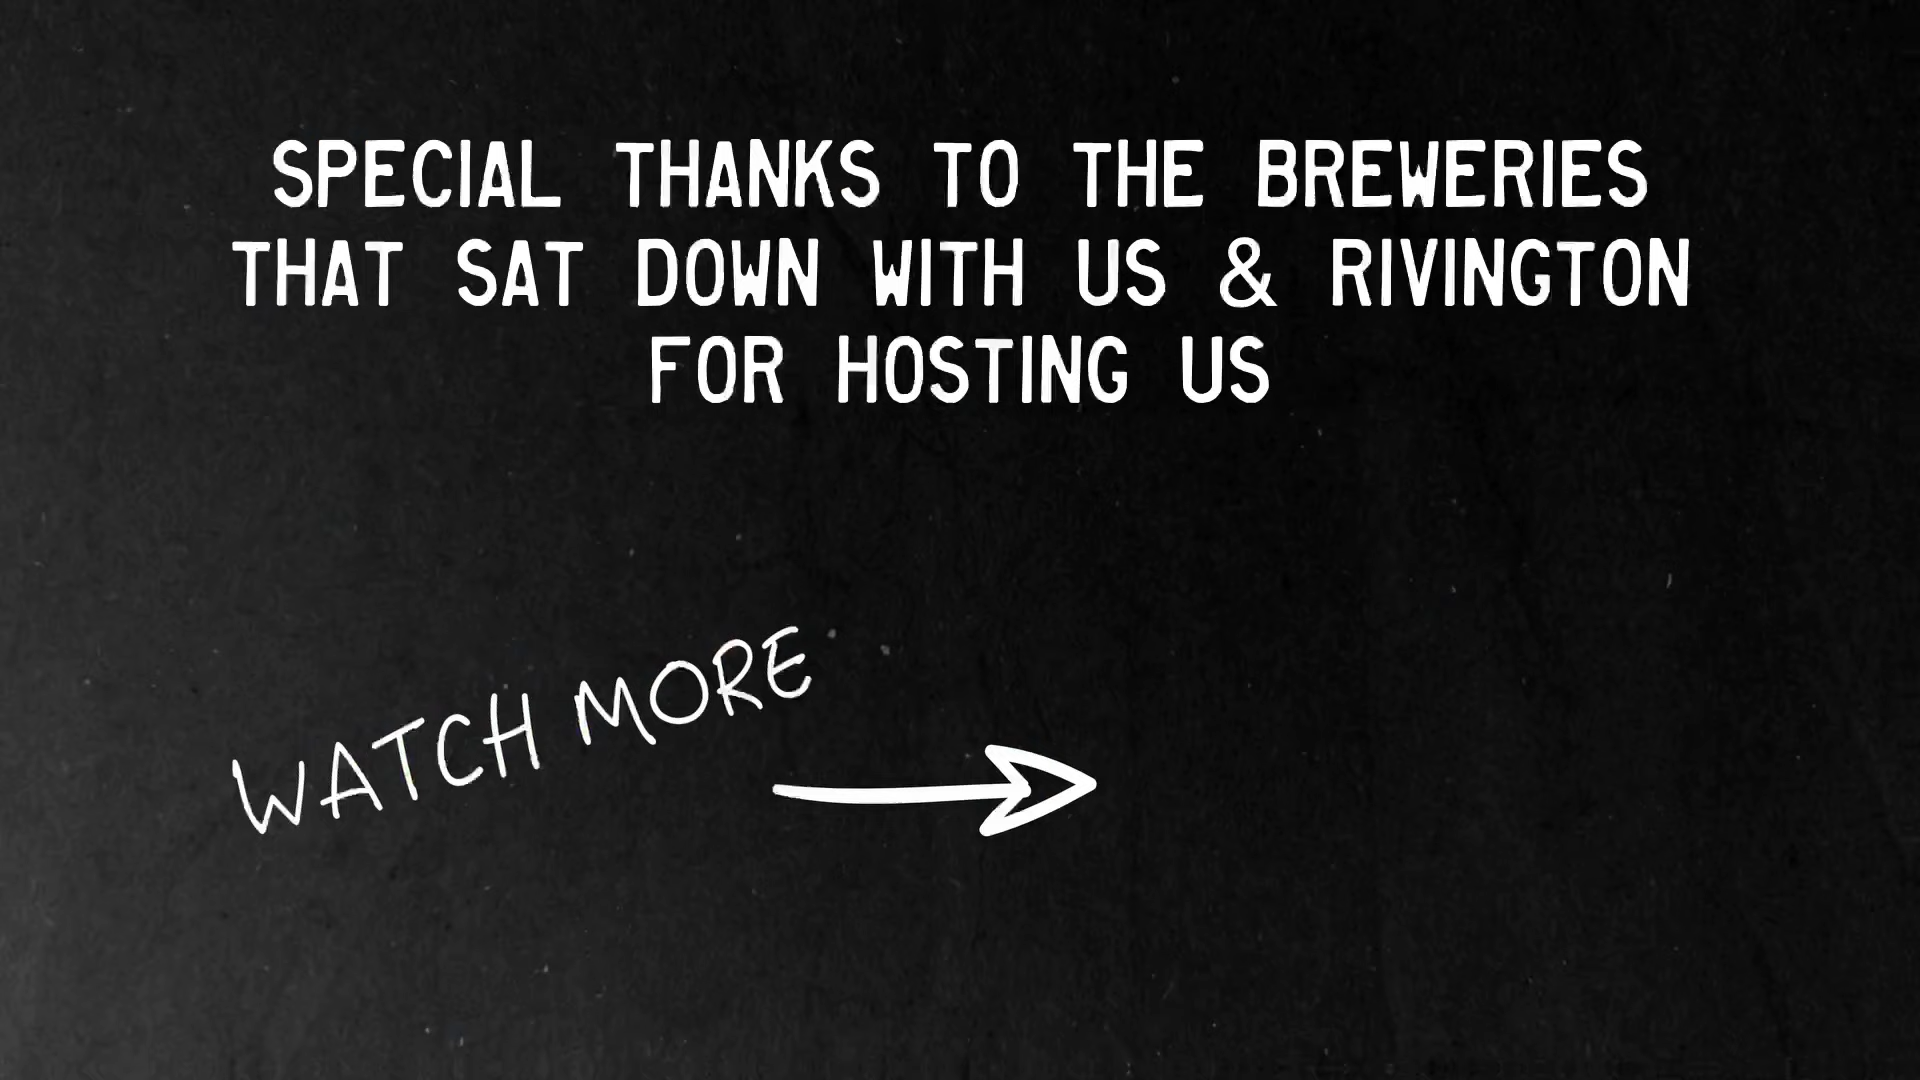 SPECIAL THANKS TO THE BREWERIES
THAT SAT DOWN WITH US & RIVINGTON
FOR HOSTING US
WATCH MORE